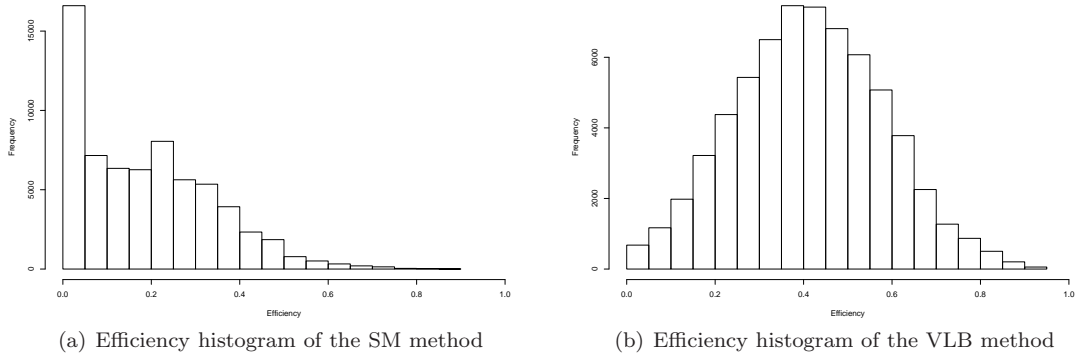 Frequency
15000
10000
5000
0
0.0 0.2 0.4 0.6 0.8 1.0
Efficiency
(a) Efficiency histogram of the SM method
Frequency
6000
4000
2000
0
0.0 0.2 0.4 0.6 0.8 1.0
Efficiency
(b) Efficiency histogram of the VLB method